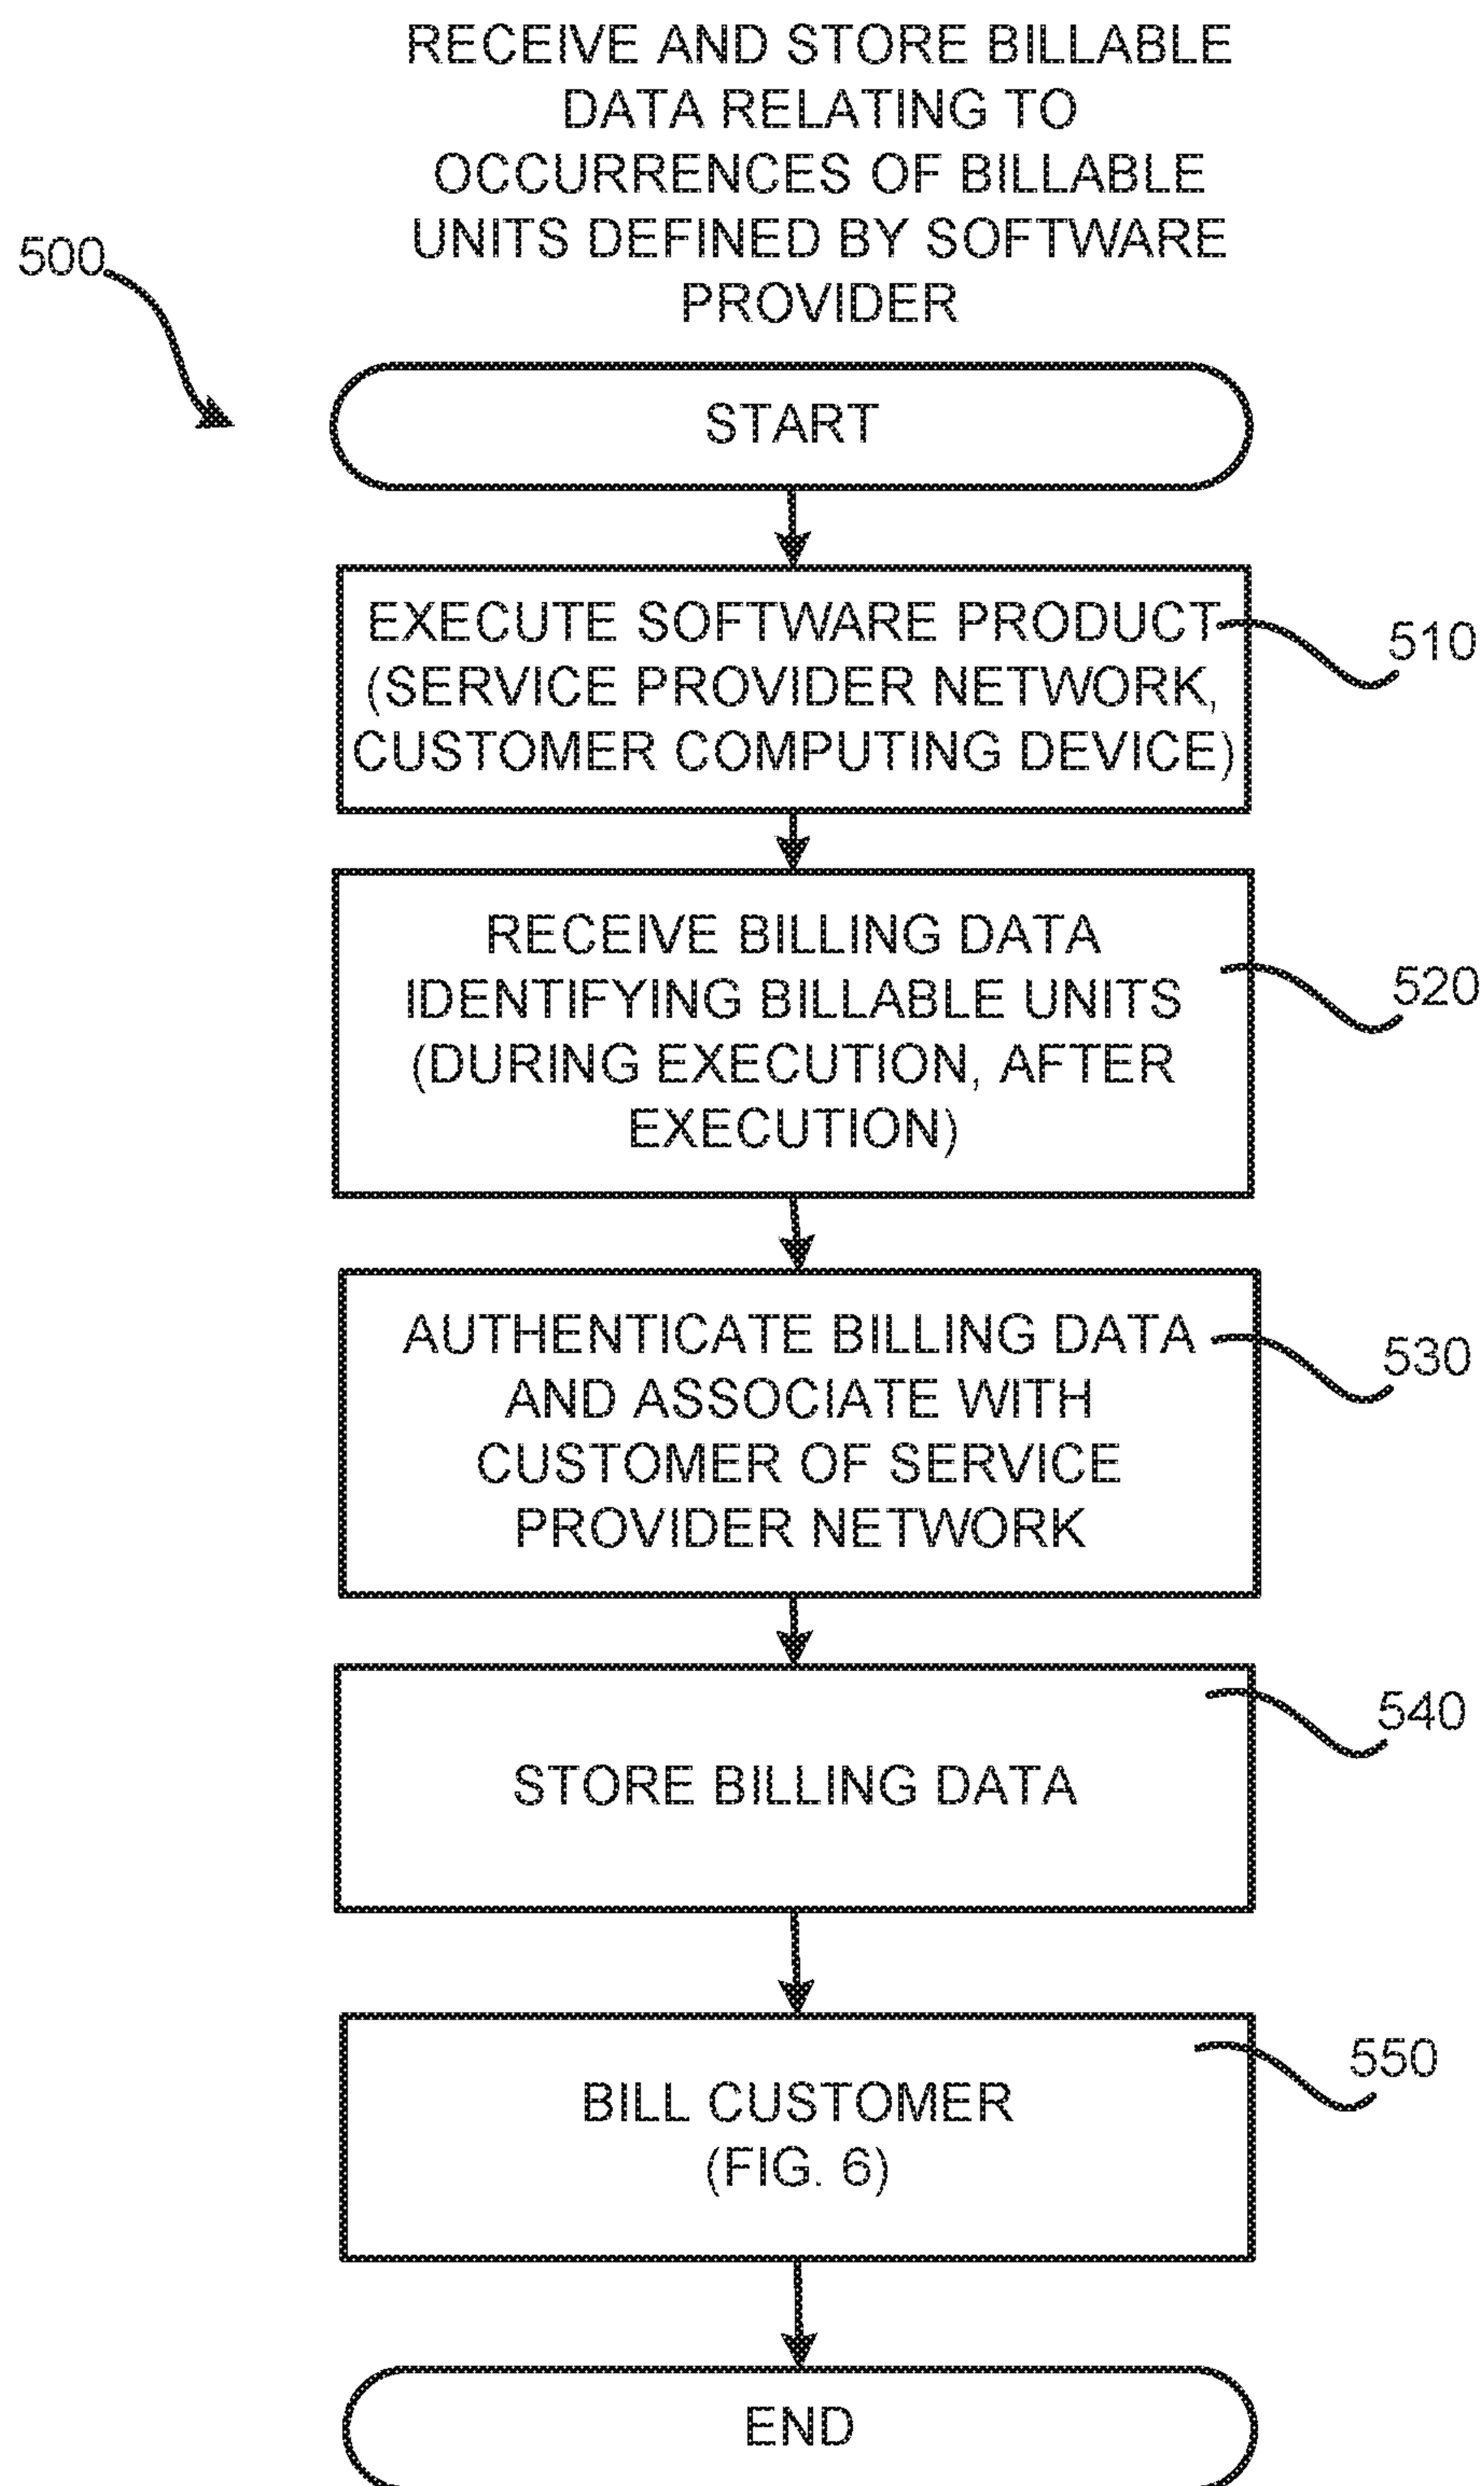 RECEIVE AND STORE BILLABLE
DATA RELATING TO
OCCURRENCES OF BILLABLE
UNITS DEFINED BY SOFTWARE
PROVIDER
500
START
EXECUTE SOFTWARE PRODUCT
(SERVICE PROVIDER NETWORK,
CUSTOMER COMPUTING DEVICE)
510
RECEIVE BILLING DATA
IDENTIFYING BILLABLE UNITS
(DURING EXECUTION, AFTER
EXECUTION)
520
AUTHENTICATE BILLING DATA
AND ASSOCIATE WITH
CUSTOMER OF SERVICE
PROVIDER NETWORK
530
STORE BILLING DATA
540
BILL CUSTOMER
(FIG. 6)
550
END